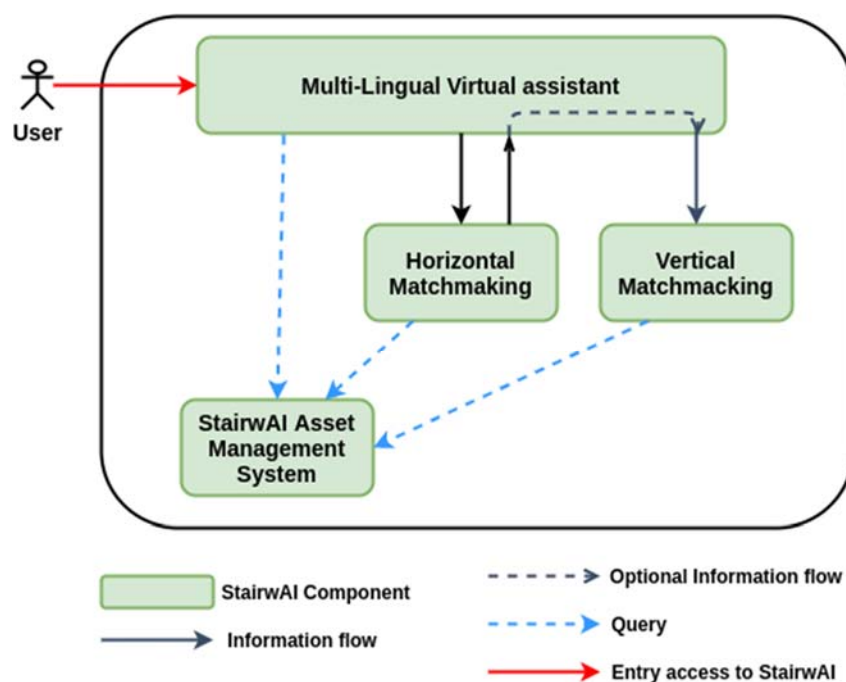 Multi-Lingual Virtual assistant
User
Horizontal
Matchmaking
Vertical
Matchmacking
StairwAI Asset
Management
System
StairwAI Component
Information flow
Optional Information flow
Query
Entry access to StairwAI